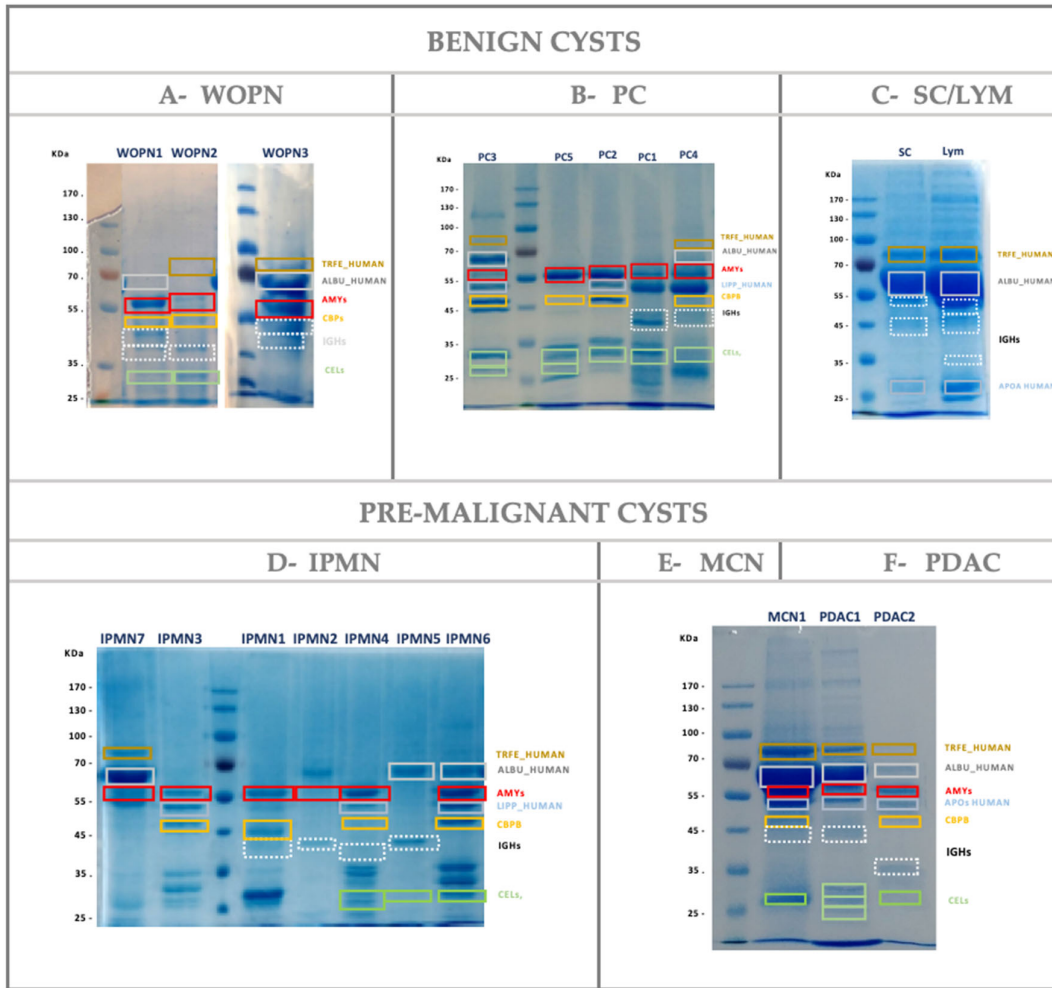 BENIGN CYSTS
A- WOPN
B- PC
C- SC/LYM
KDa
WOPN1 WOPN2 WOPN3
170 -
130 -
100 -
70 -
55 -
35 -
25 -
TRFE_HUMAN
ALBU_HUMAN
AMYs
CBPs
IGHs
CELs
KDa
PC3 PC5 PC2 PC1 PC4
170 -
130 -
100 -
70 -
55 -
45 -
35 -
25 -
TRFE_HUMAN
ALBU_HUMAN
AMYs
LIPP_HUMAN
CBPB
IGHs
CELs,
KDa
SC Lym
170 -
130 -
100 -
70 -
55 -
45 -
35 -
25 -
TRFE_HUMAN
ALBU_HUMAN
IGHs
APOA HUMAN
PRE-MALIGNANT CYSTS
D- IPMN
E- MCN
F- PDAC
KDa
IPMN7 IPMN3 IPMN1 IPMN2 IPMN4 IPMN5 IPMN6
170 -
130 -
100 -
70 -
55 -
45 -
35 -
25 -
TRFE_HUMAN
ALBU_HUMAN
AMYs
LIPP_HUMAN
CBPB
IGHs
CELs,
KDa
MCN1 PDAC1 PDAC2
170 -
130 -
100 -
70 -
55 -
45 -
35 -
25 -
TRFE_HUMAN
ALBU_HUMAN
AMYs
APOs HUMAN
CBPB
IGHs
CELs